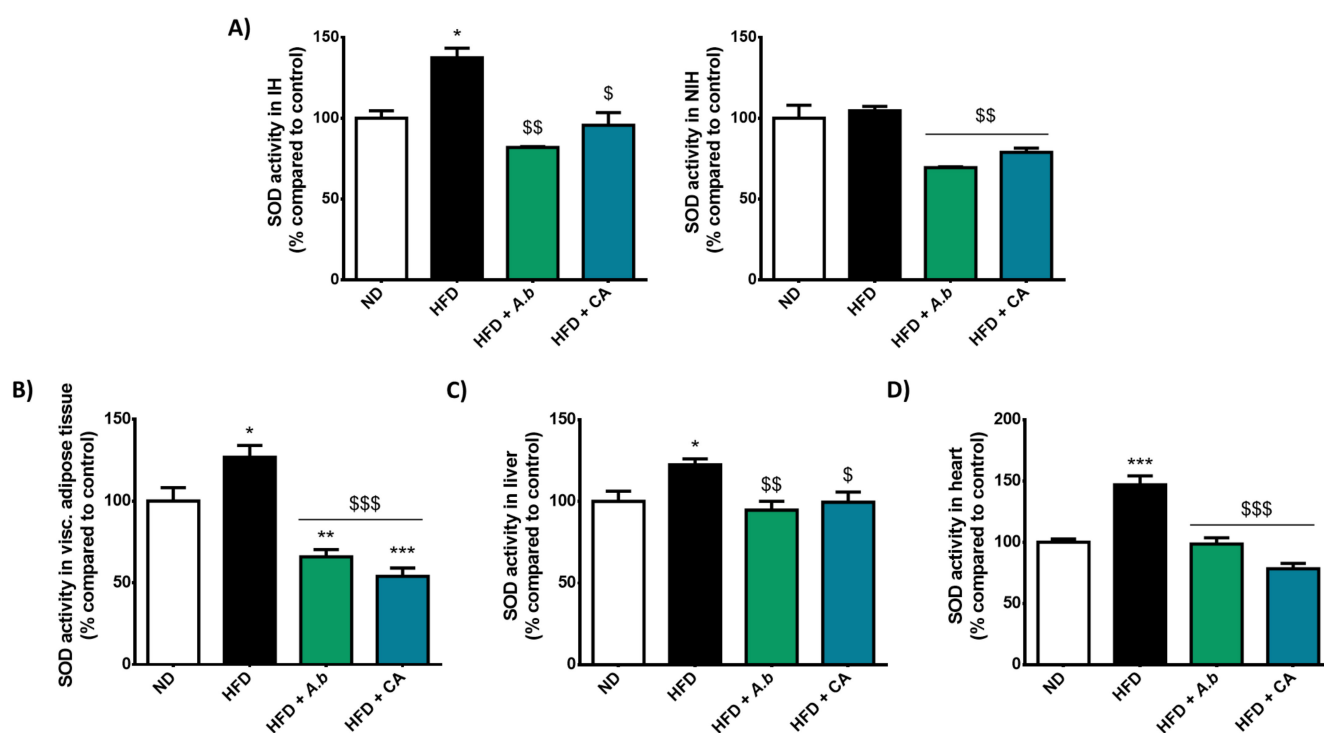 A)
SOD activity in IH
(% compared to control)
150
100
50
0
*
$$
$
ND
HFD
HFD + A.b
HFD + CA
SOD activity in NIH
(% compared to control)
150
100
50
0
$$
ND
HFD
HFD + A.b
HFD + CA
B)
SOD activity in visc. adipose tissue
(% compared to control)
150
100
50
0
*
$$$
**
***
ND
HFD
HFD + A.b
HFD + CA
C)
SOD activity in liver
(% compared to control)
150
100
50
0
*
$$
$
ND
HFD
HFD + A.b
HFD + CA
D)
SOD activity in heart
(% compared to control)
200
150
100
50
0
***
$$$
ND
HFD
HFD + A.b
HFD + CA